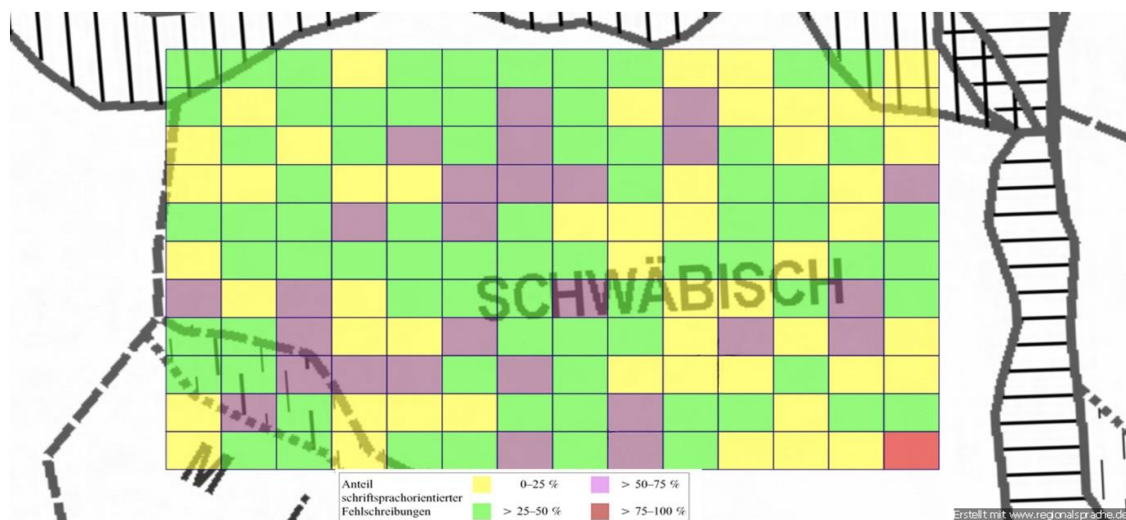 SCHWÄBISCH
M
Anteil
schriftsprachorientierter
Fehlschreibungen
0–25 %
> 25–50 %
> 50–75 %
> 75–100 %
Erstellt mit www.regionalsprache.de